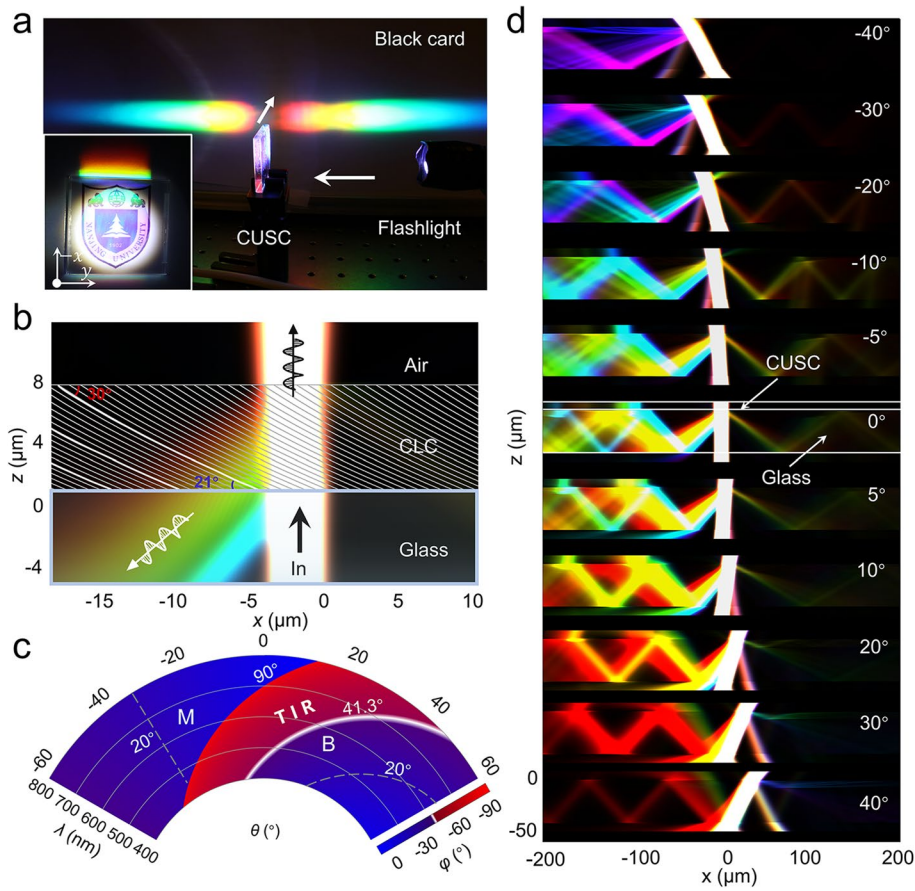 a
Black card
CUSC
Flashlight
x
y
NANJING UNIVERSITY
1902
b
z (μm)
8
4
0
-4
30°
21°
Air
CLC
Glass
In
-15
-10
-5
0
5
10
x (μm)
c
-60
-40
-20
0
20
40
60
M
20°
90°
TIR
41.3°
B
20°
800
700
600
500
400
λ (nm)
θ (°)
0
-30
-60
-90
φ (°)
d
-40°
-30°
-20°
-10°
-5°
CUSC
0°
Glass
5°
10°
20°
30°
40°
z (μm)
0
-50
-200
-100
0
100
200
x (μm)